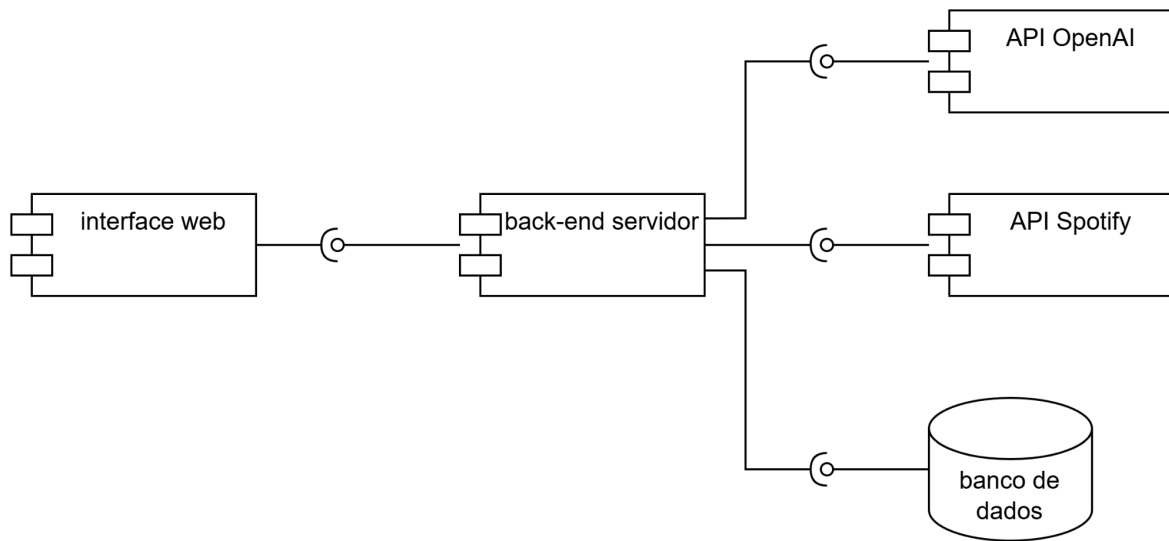 API OpenAI
interface web
back-end servidor
API Spotify
banco de
dados